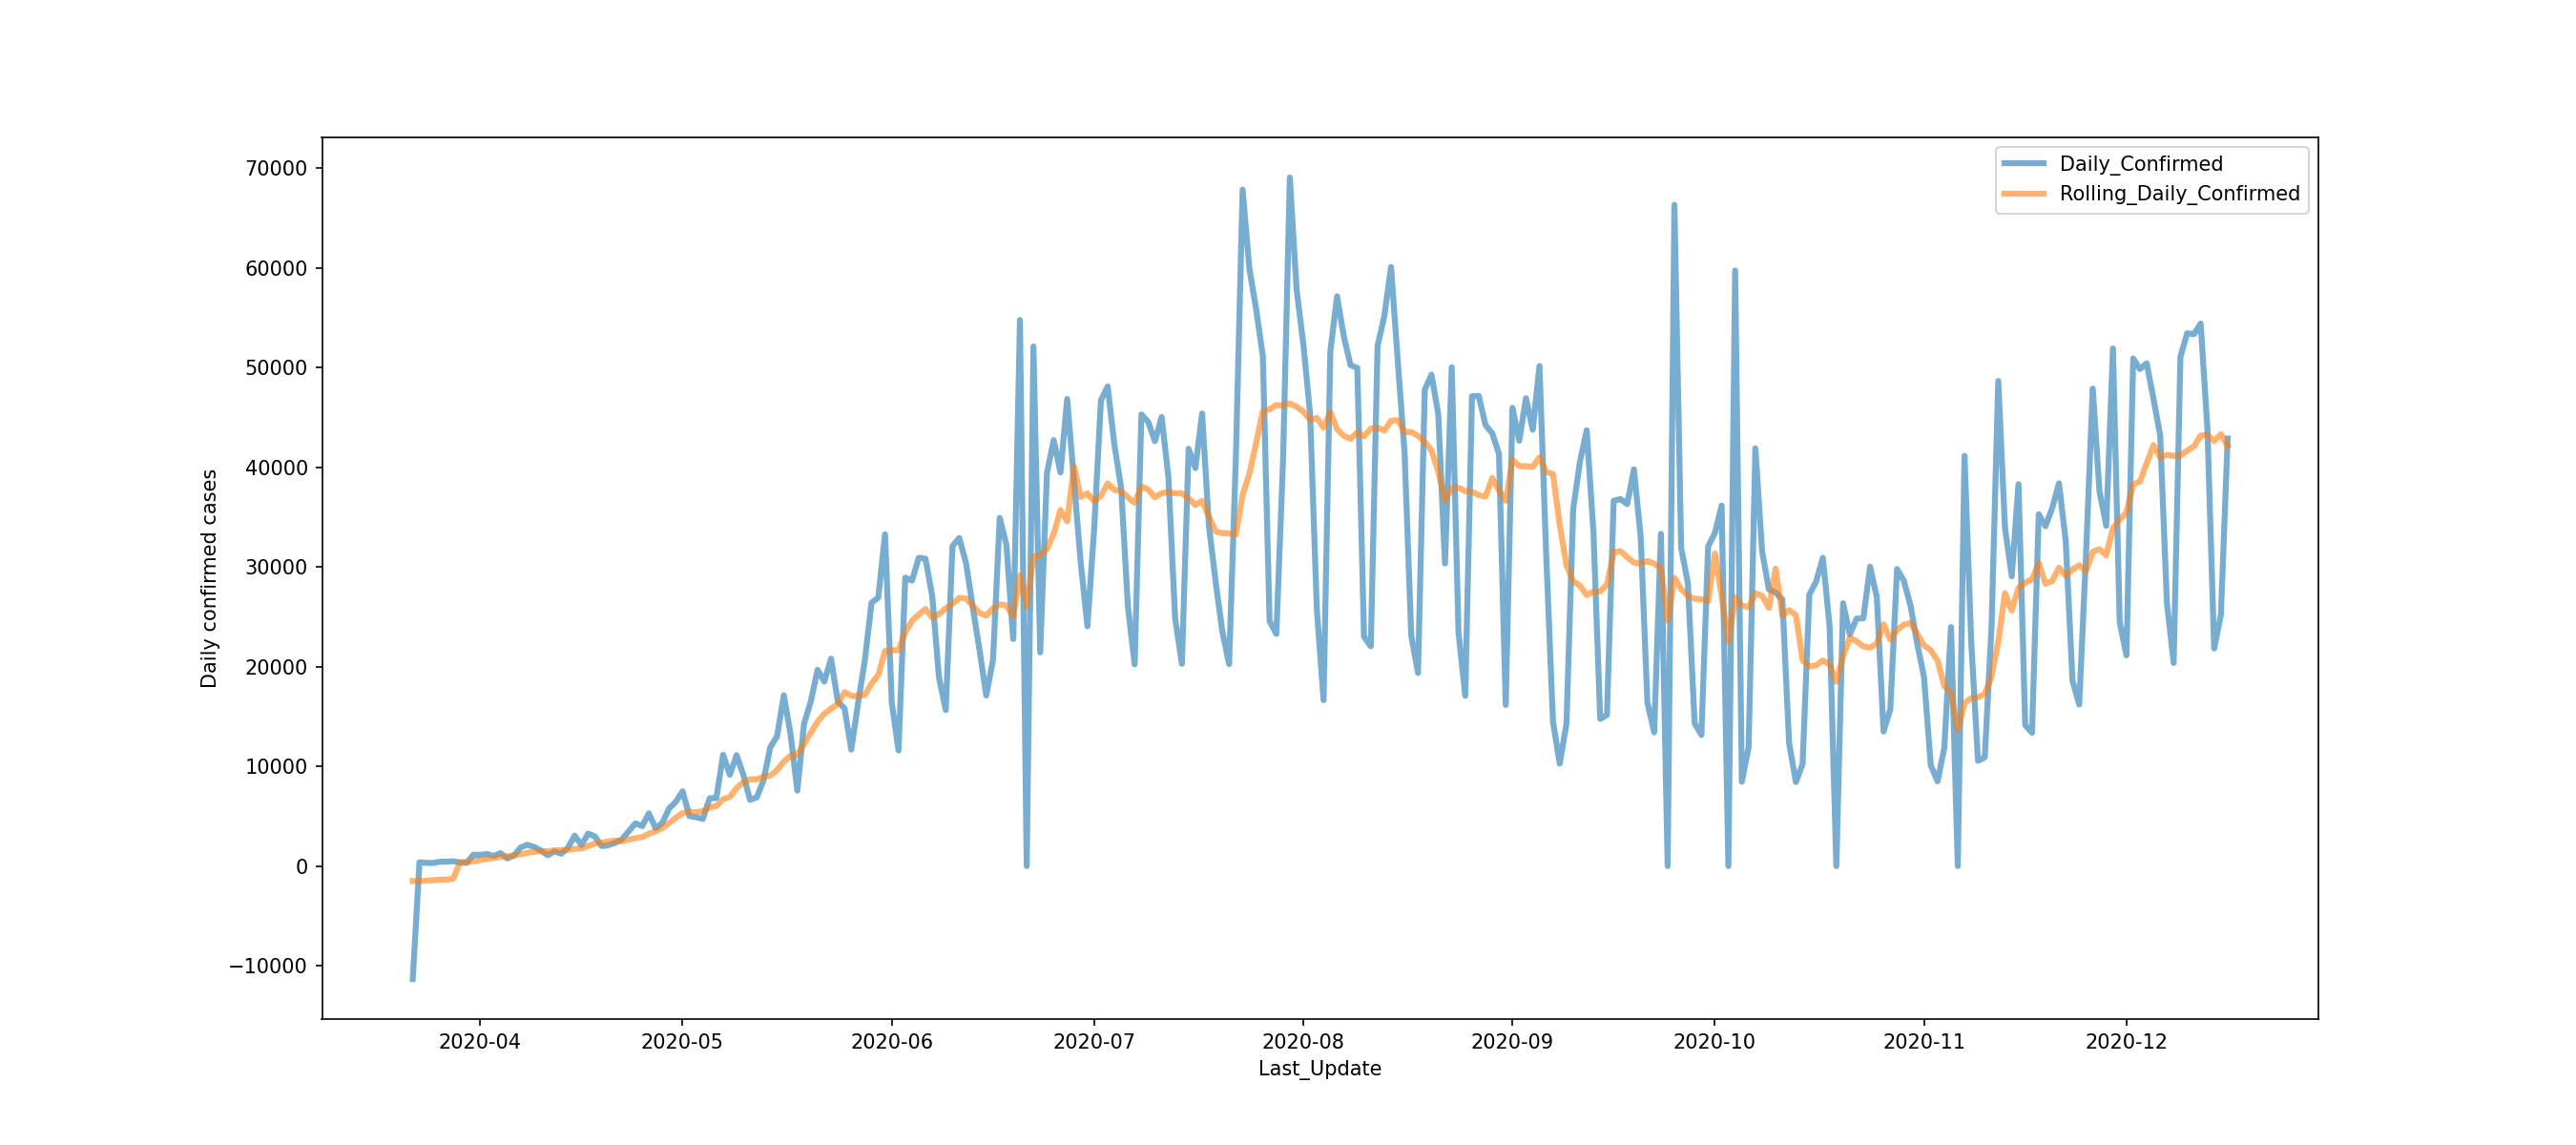 Daily_Confirmed
Rolling_Daily_Confirmed
70000
60000
50000
40000
30000
20000
10000
0
−10000
Daily confirmed cases
2020-04 2020-05 2020-06 2020-07 2020-08 2020-09 2020-10 2020-11 2020-12
Last_Update